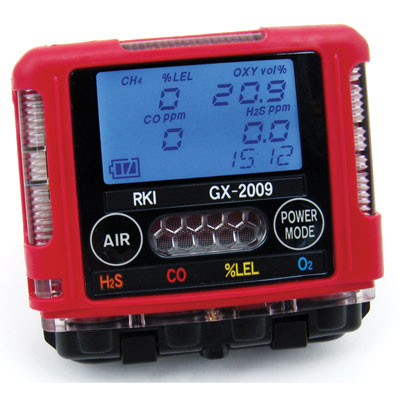 CH4 %LEL OXY vol%
0 20.9
CO ppm H2S ppm
0 0.0
15:12
RKI GX-2009
AIR
POWER
MODE
H2S CO %LEL O2